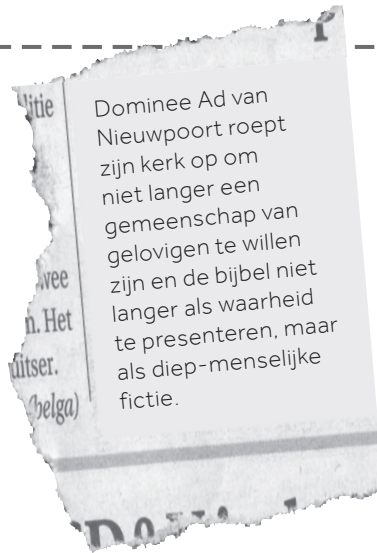 litie
Dominee Ad van
Nieuwpoort roept
zijn kerk op om
niet langer een
gemeenschap van
gelovigen te willen
zijn en de bijbel niet
langer als waarheid
te presenteren, maar
als diep-menselijke
fictie.
n. Het
uitser.
(belga)